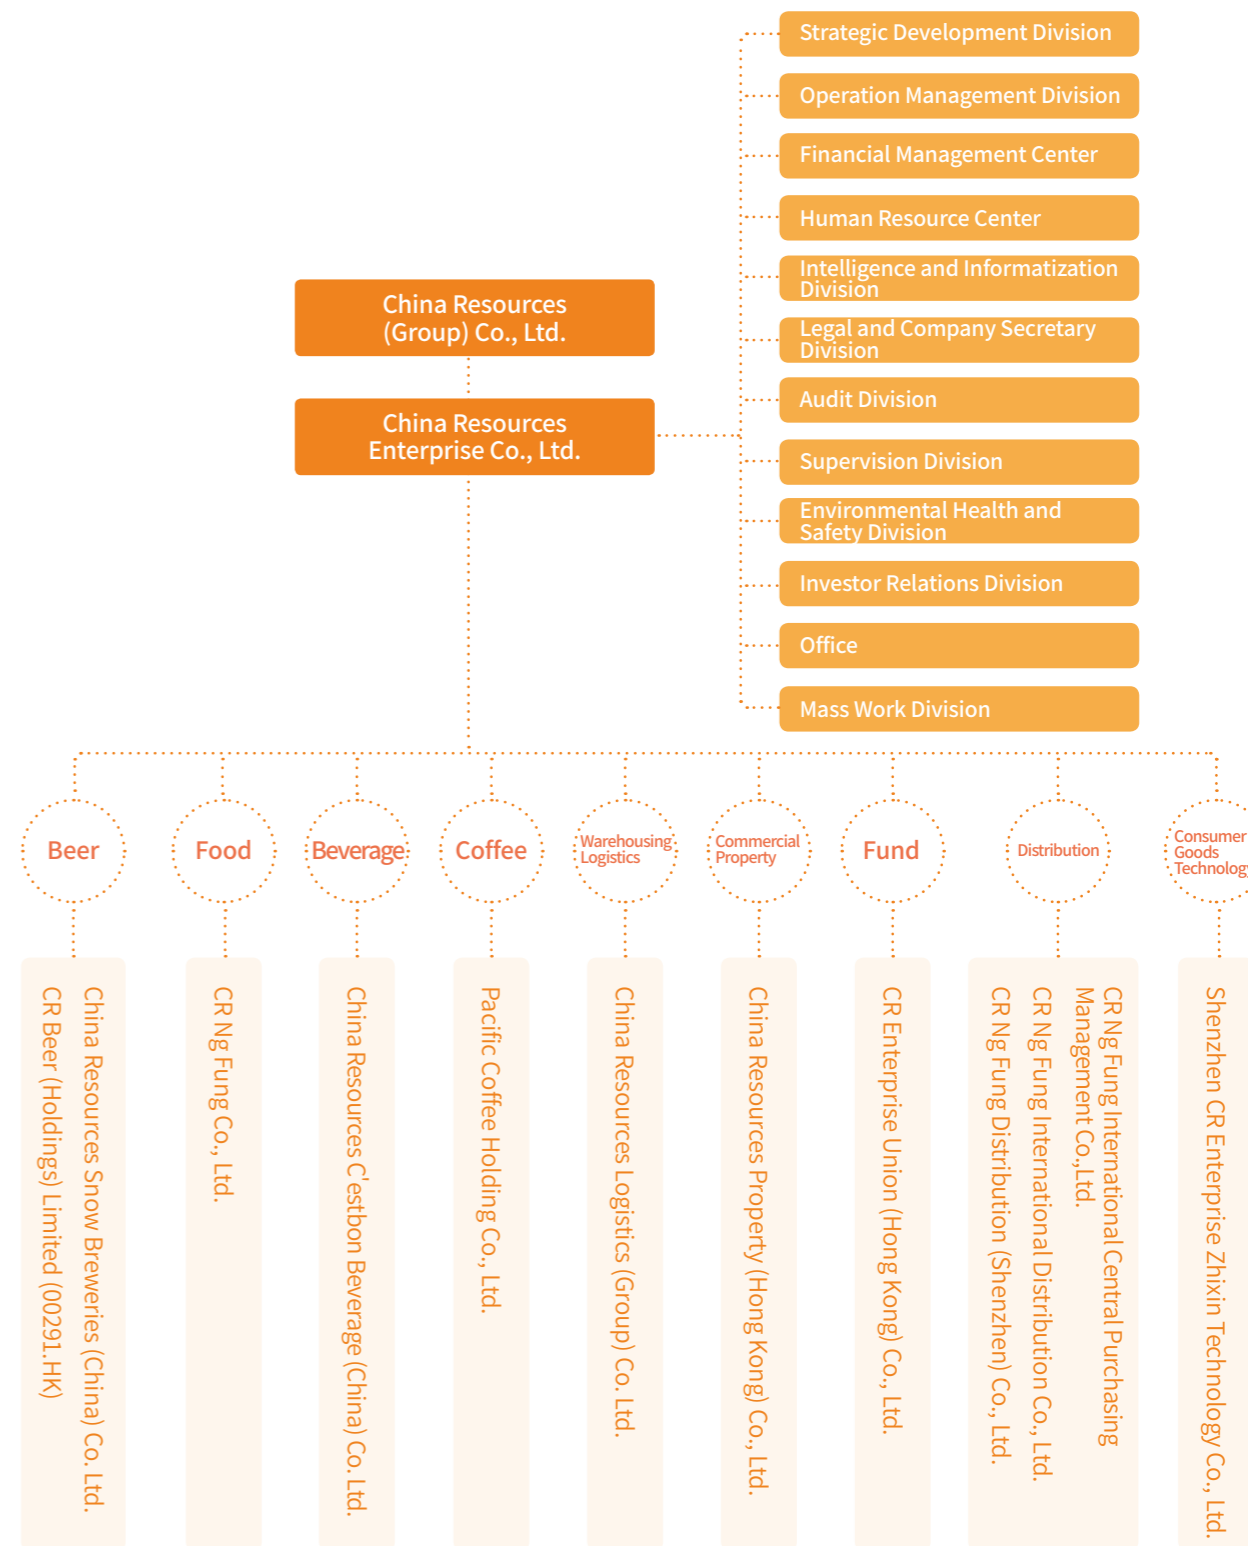 Strategic Development Division
Operation Management Division
Financial Management Center
Human Resource Center
Intelligence and Informatization
Division
Legal and Company Secretary
Division
Audit Division
Supervision Division
Environmental Health and
Safety Division
Investor Relations Division
Office
Mass Work Division
China Resources
(Group) Co., Ltd.
China Resources
Enterprise Co., Ltd.
Beer
Food
Beverage
Coffee
Warehousing
Logistics
Commercial
Property
Fund
Distribution
Consumer
Goods
Technology
China Resources Snow Breweries (China) Co. Ltd.
CR Beer (Holdings) Limited (00291.HK)
CR Ng Fung Co., Ltd.
China Resources C'estbon Beverage (China) Co. Ltd.
Pacific Coffee Holding Co., Ltd.
China Resources Logistics (Group) Co. Ltd.
China Resources Property (Hong Kong) Co., Ltd.
CR Enterprise Union (Hong Kong) Co., Ltd.
CR Ng Fung International Central Purchasing
Management Co.,Ltd.
CR Ng Fung International Distribution Co., Ltd.
CR Ng Fung Distribution (Shenzhen) Co., Ltd.
Shenzhen CR Enterprise Zhixin Technology Co., Ltd.